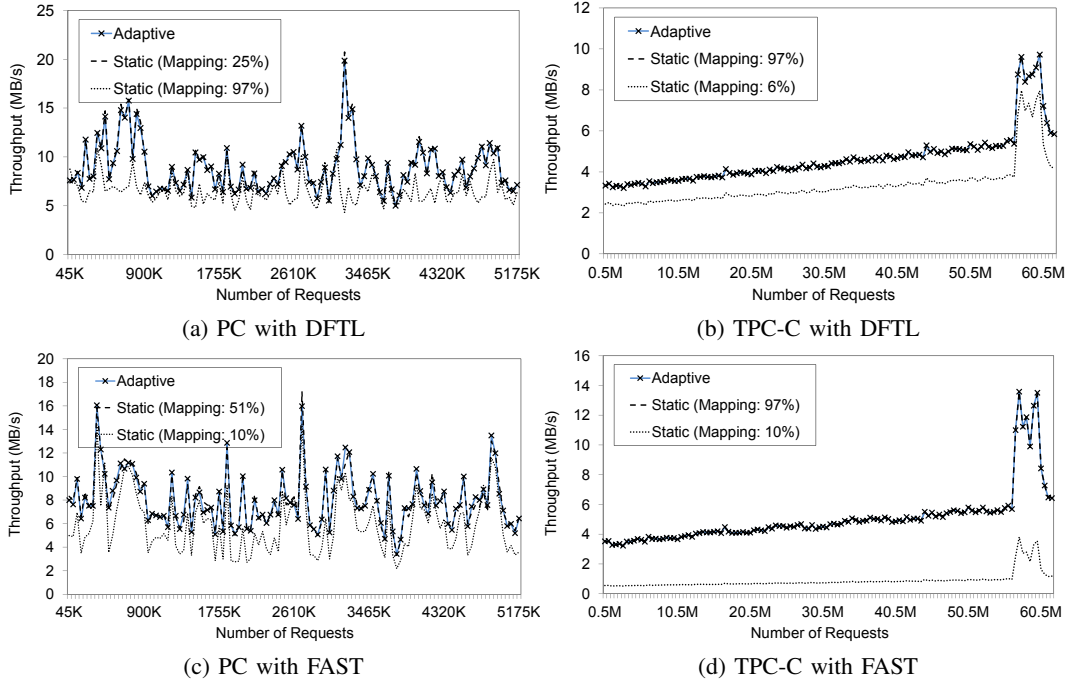 25
20
15
10
5
0
Throughput (MB/s)
Adaptive
Static (Mapping: 25%)
Static (Mapping: 97%)
45K 900K 1755K 2610K 3465K 4320K 5175K
Number of Requests
(a) PC with DFTL
12
10
8
6
4
2
0
Throughput (MB/s)
Adaptive
Static (Mapping: 97%)
Static (Mapping: 6%)
0.5M 10.5M 20.5M 30.5M 40.5M 50.5M 60.5M
Number of Requests
(b) TPC-C with DFTL
20
18
16
14
12
10
8
6
4
2
0
Throughput (MB/s)
Adaptive
Static (Mapping: 51%)
Static (Mapping: 10%)
45K 900K 1755K 2610K 3465K 4320K 5175K
Number of Requests
(c) PC with FAST
16
14
12
10
8
6
4
2
0
Throughput (MB/s)
Adaptive
Static (Mapping: 97%)
Static (Mapping: 10%)
0.5M 10.5M 20.5M 30.5M 40.5M 50.5M 60.5M
Number of Requests
(d) TPC-C with FAST